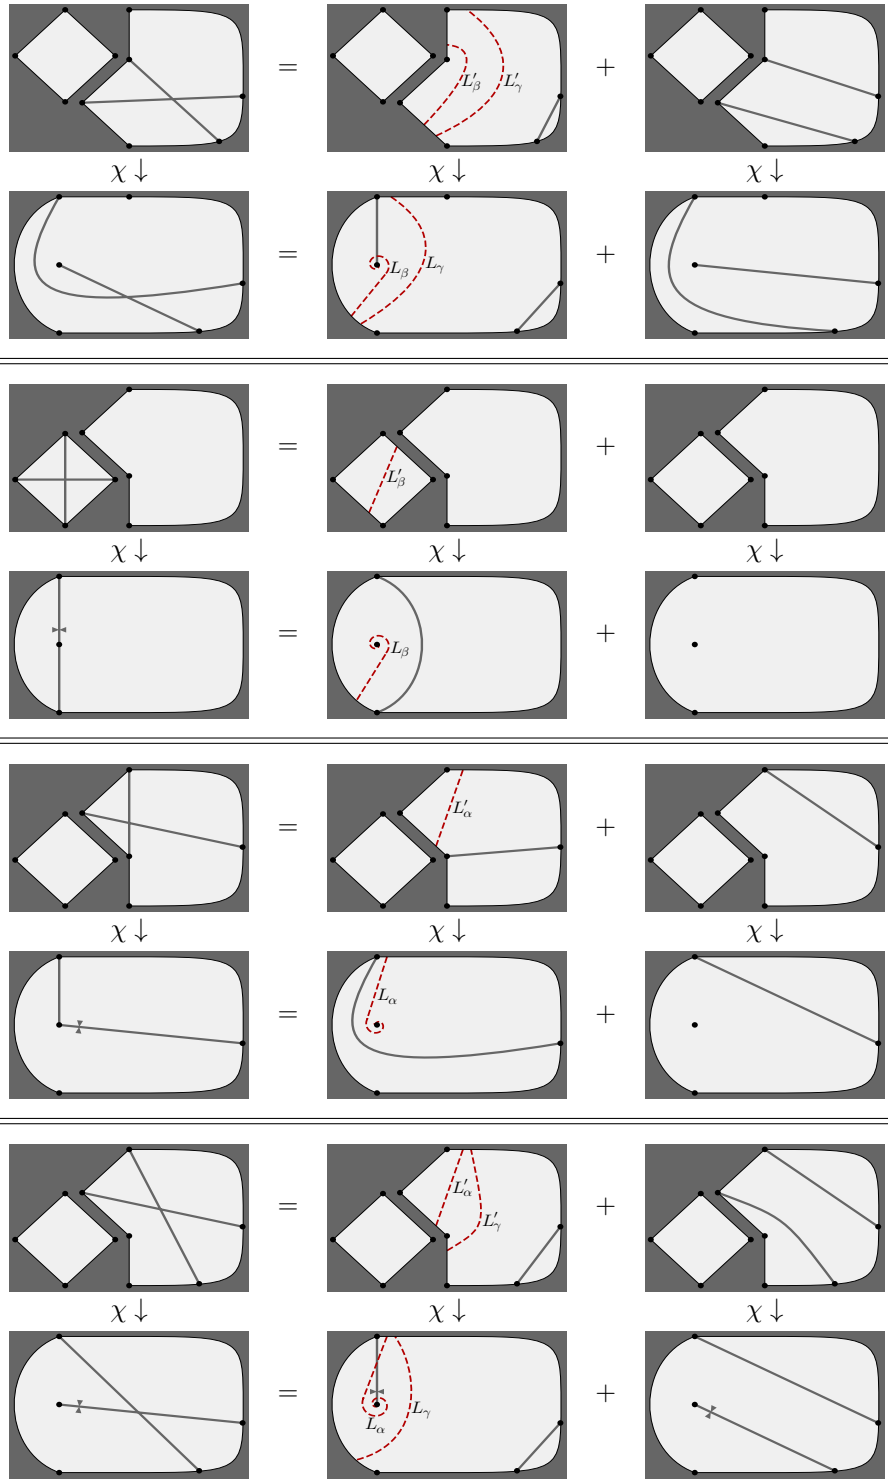 = L′β L′γ +
χ↓ χ↓ χ↓
= Lβ Lγ +
= L′β +
χ↓ χ↓ χ↓
= Lβ +
= L′α +
χ↓ χ↓ χ↓
= Lα +
= L′α L′γ +
χ↓ χ↓ χ↓
= Lα Lγ +